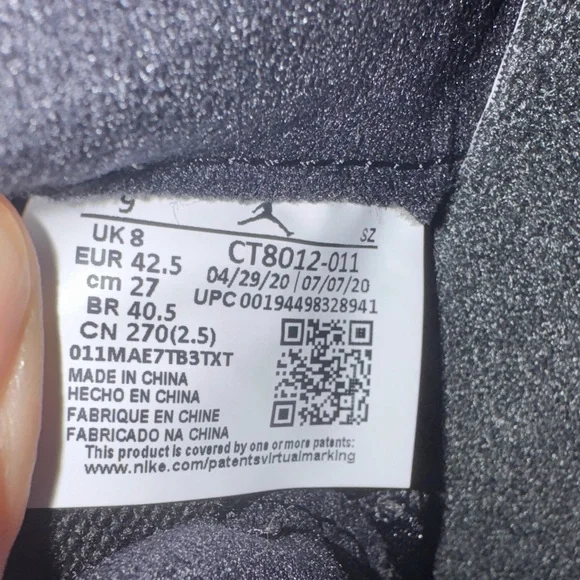 9
UK 8
EUR 42.5
cm 27
BR 40.5
CN 270(2.5)
011MAE7TB3TXT
MADE IN CHINA
HECHO EN CHINA
FABRIQUE EN CHINE
FABRICADO NA CHINA
SZ
CT8012-011
04/29/20 | 07/07/20
UPC 00194498328941
This product is covered by one or more patents:
www.nike.com/patentsvirtualmarking